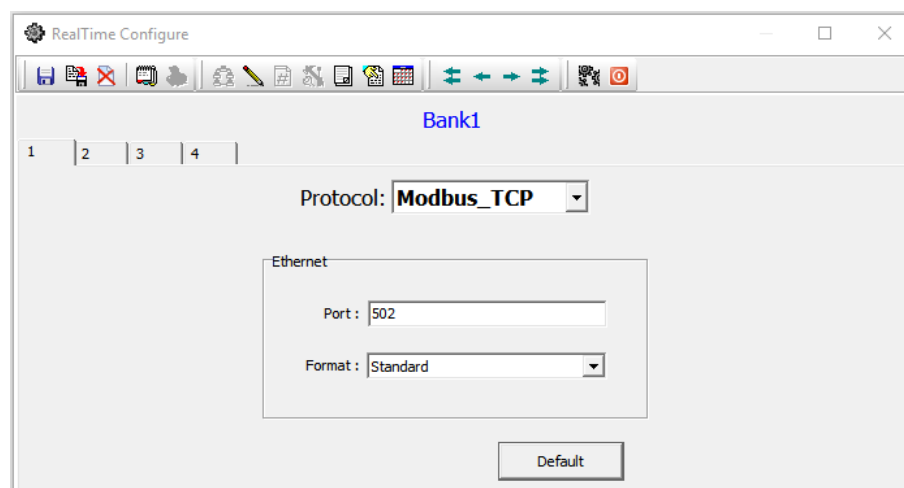 RealTime Configure
Bank1
1 2 3 4
Protocol: Modbus_TCP
Ethernet
Port : 502
Format : Standard
Default